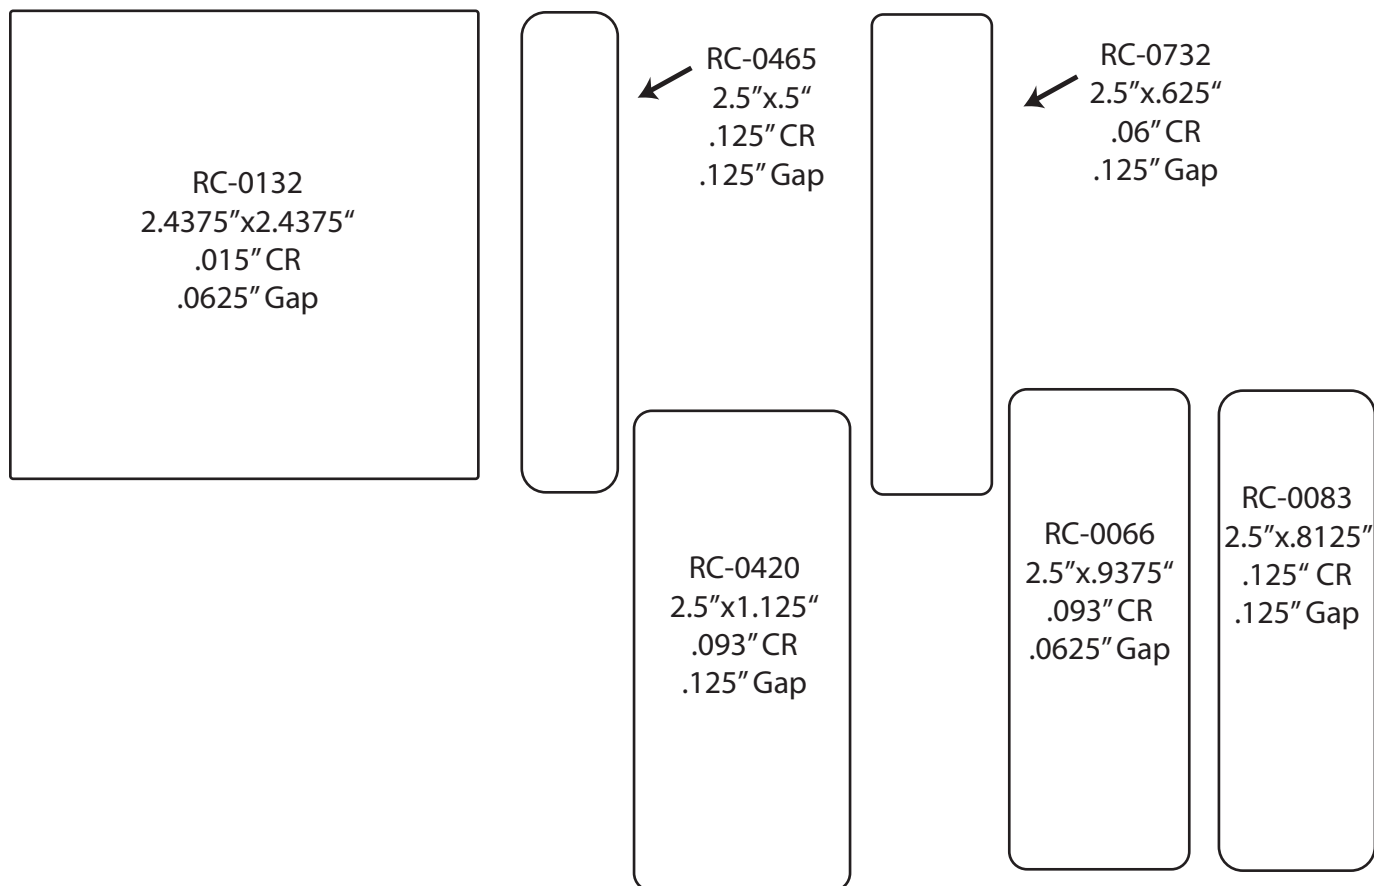 RC-0132
2.4375”x2.4375“
.015” CR
.0625” Gap
RC-0465
2.5”x.5“
.125” CR
.125” Gap
RC-0732
2.5”x.625“
.06” CR
.125” Gap
RC-0420
2.5”x1.125“
.093” CR
.125” Gap
RC-0066
2.5”x.9375“
.093” CR
.0625” Gap
RC-0083
2.5”x.8125”
.125“ CR
.125” Gap